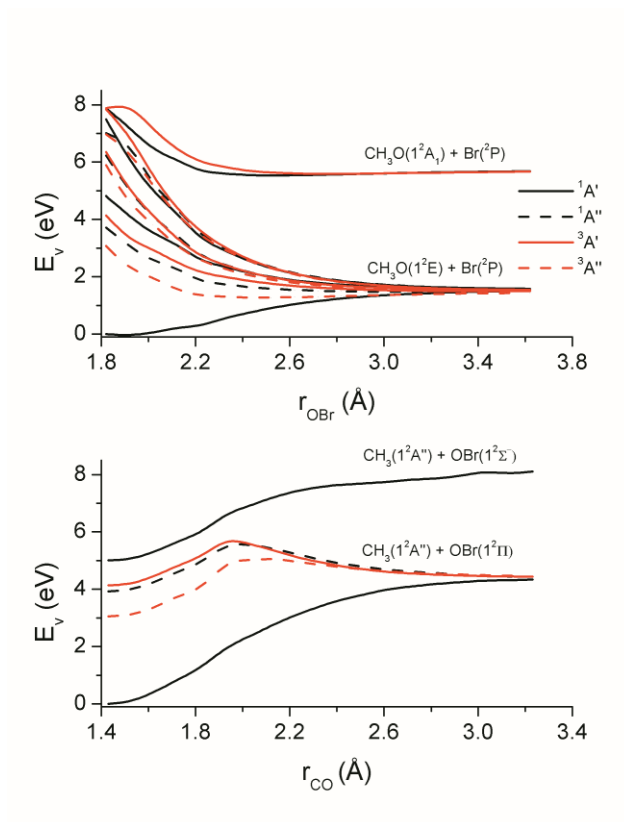 8
6
4
2
0
E_v (eV)
CH₃O(1²A₁) + Br(²P)
CH₃O(1²E) + Br(²P)
¹A'
¹A''
³A'
³A''
1.8 2.2 2.6 3.0 3.4 3.8
r_OBr (Å)
8
6
4
2
0
E_v (eV)
CH₃(1²A'') + OBr(1²Σ⁻)
CH₃(1²A'') + OBr(1²Π)
1.4 1.8 2.2 2.6 3.0 3.4
r_CO (Å)